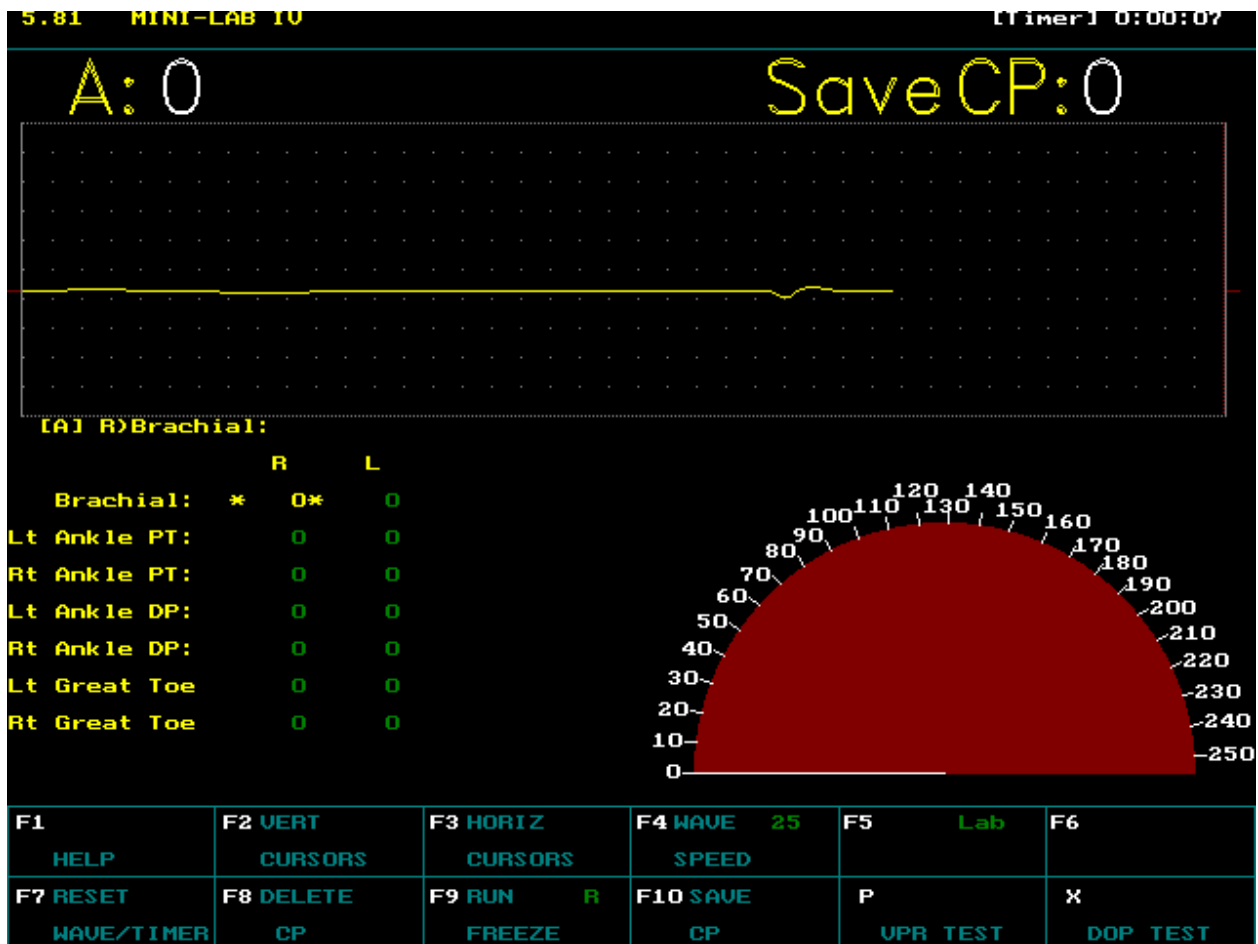 5.81 MINI-LAB IV [Timer] 0:00:07
A: 0 Save CP: 0
[A] R)Brachial:
R L
Brachial: * 0* 0
Lt Ankle PT: 0 0
Rt Ankle PT: 0 0
Lt Ankle DP: 0 0
Rt Ankle DP: 0 0
Lt Great Toe 0 0
Rt Great Toe 0 0
0 10 20 30 40 50 60 70 80 90 100 110 120 130 140 150 160 170 180 190 200 210 220 230 240 250
F1 F2 VERT F3 HORIZ F4 WAVE 25 F5 Lab F6
HELP CURSORS CURSORS SPEED
F7 RESET F8 DELETE F9 RUN R F10 SAVE P X
WAVE/TIMER CP FREEZE CP VPR TEST DOP TEST